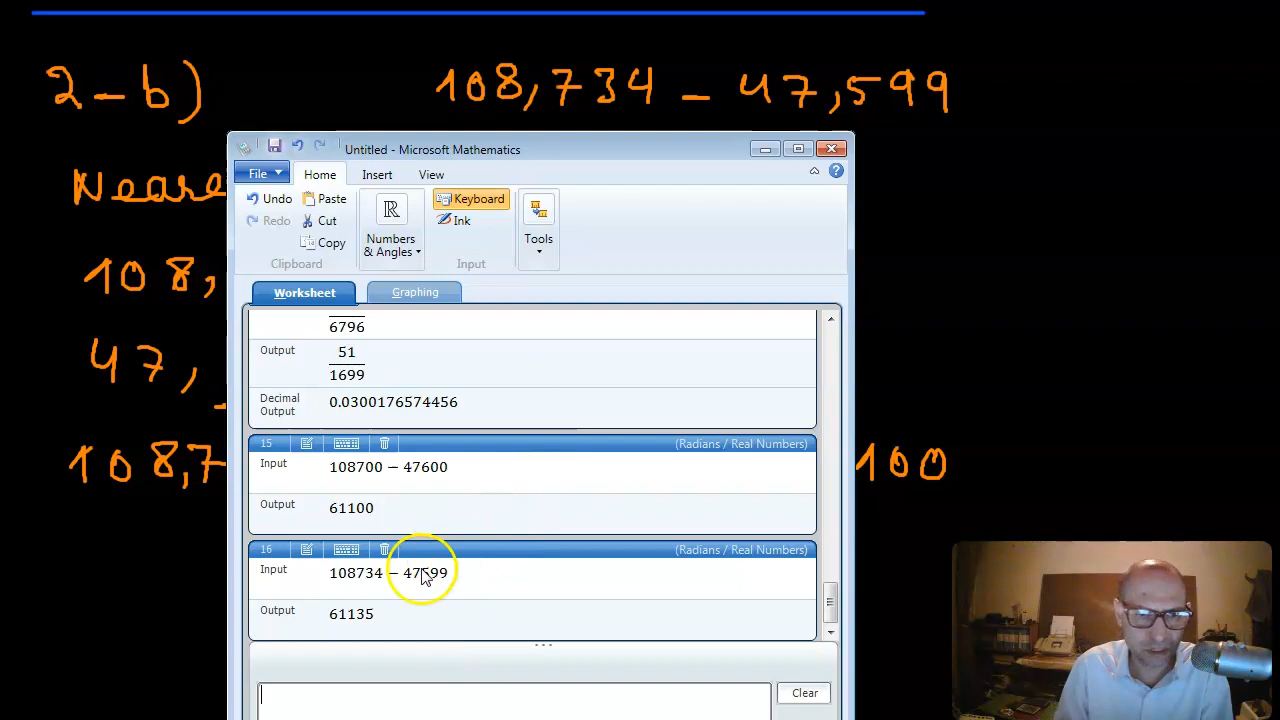 2-b) 108,734 - 47,599
Untitled - Microsoft Mathematics
File Home Insert View
Undo Paste Keyboard
Redo Cut Ink
Copy Numbers & Angles Tools
Clipboard Input
Worksheet Graphing
6796
Output 51
1699
Decimal Output 0.0300176574456
15 (Radians / Real Numbers)
Input 108700 − 47600
Output 61100
16 (Radians / Real Numbers)
Input 108734 − 47599
Output 61135
Clear
108,
47,
108,7
100